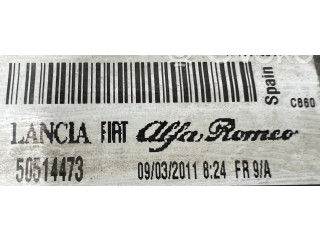 Spain
C860
LANCIA FIAT Alfa Romeo
50514473
09/03/2011 8:24 FR 9/A